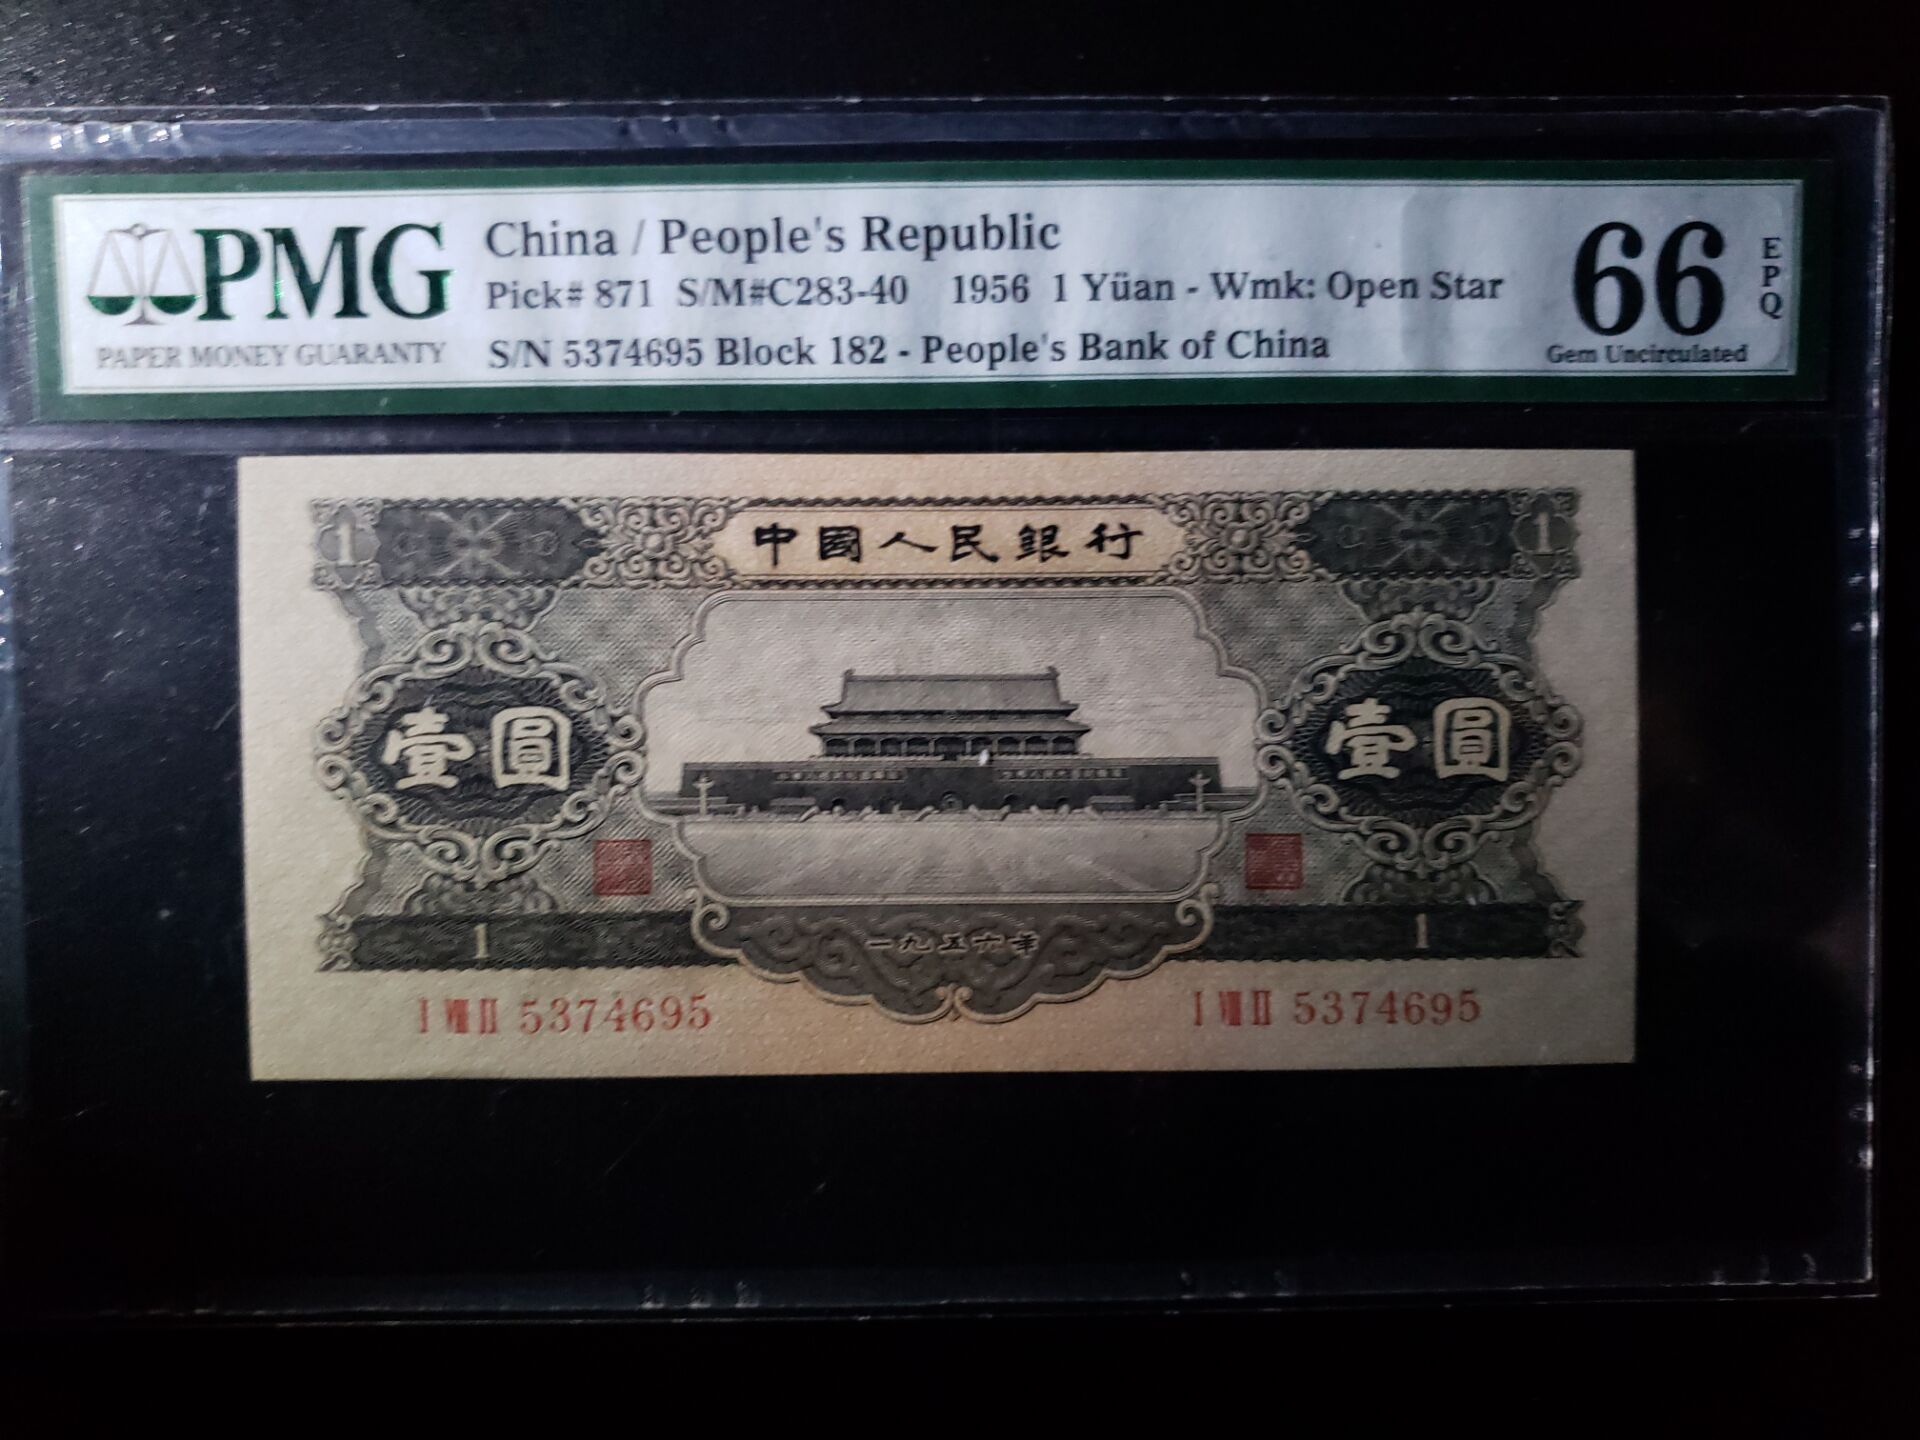 PMG
PAPER MONEY GUARANTY
China / People's Republic
Pick# 871 S/M#C283-40 1956 1 Yüan - Wmk: Open Star
S/N 5374695 Block 182 - People's Bank of China
66
EPQ
Gem Uncirculated
1 中國人民銀行 1
壹圓 壹圓
1 一九五六年 1
I VIII II 5374695 I VIII II 5374695